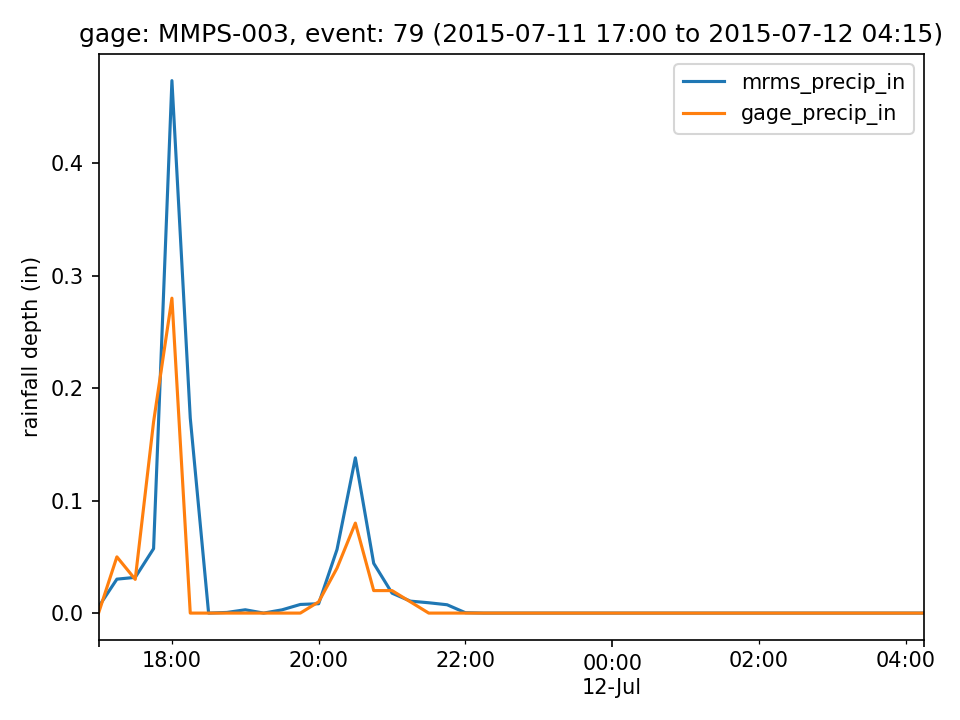 gage: MMPS-003, event: 79 (2015-07-11 17:00 to 2015-07-12 04:15)
mrms_precip_in
gage_precip_in
rainfall depth (in)
0.4
0.3
0.2
0.1
0.0
18:00 20:00 22:00 00:00 02:00 04:00
12-Jul